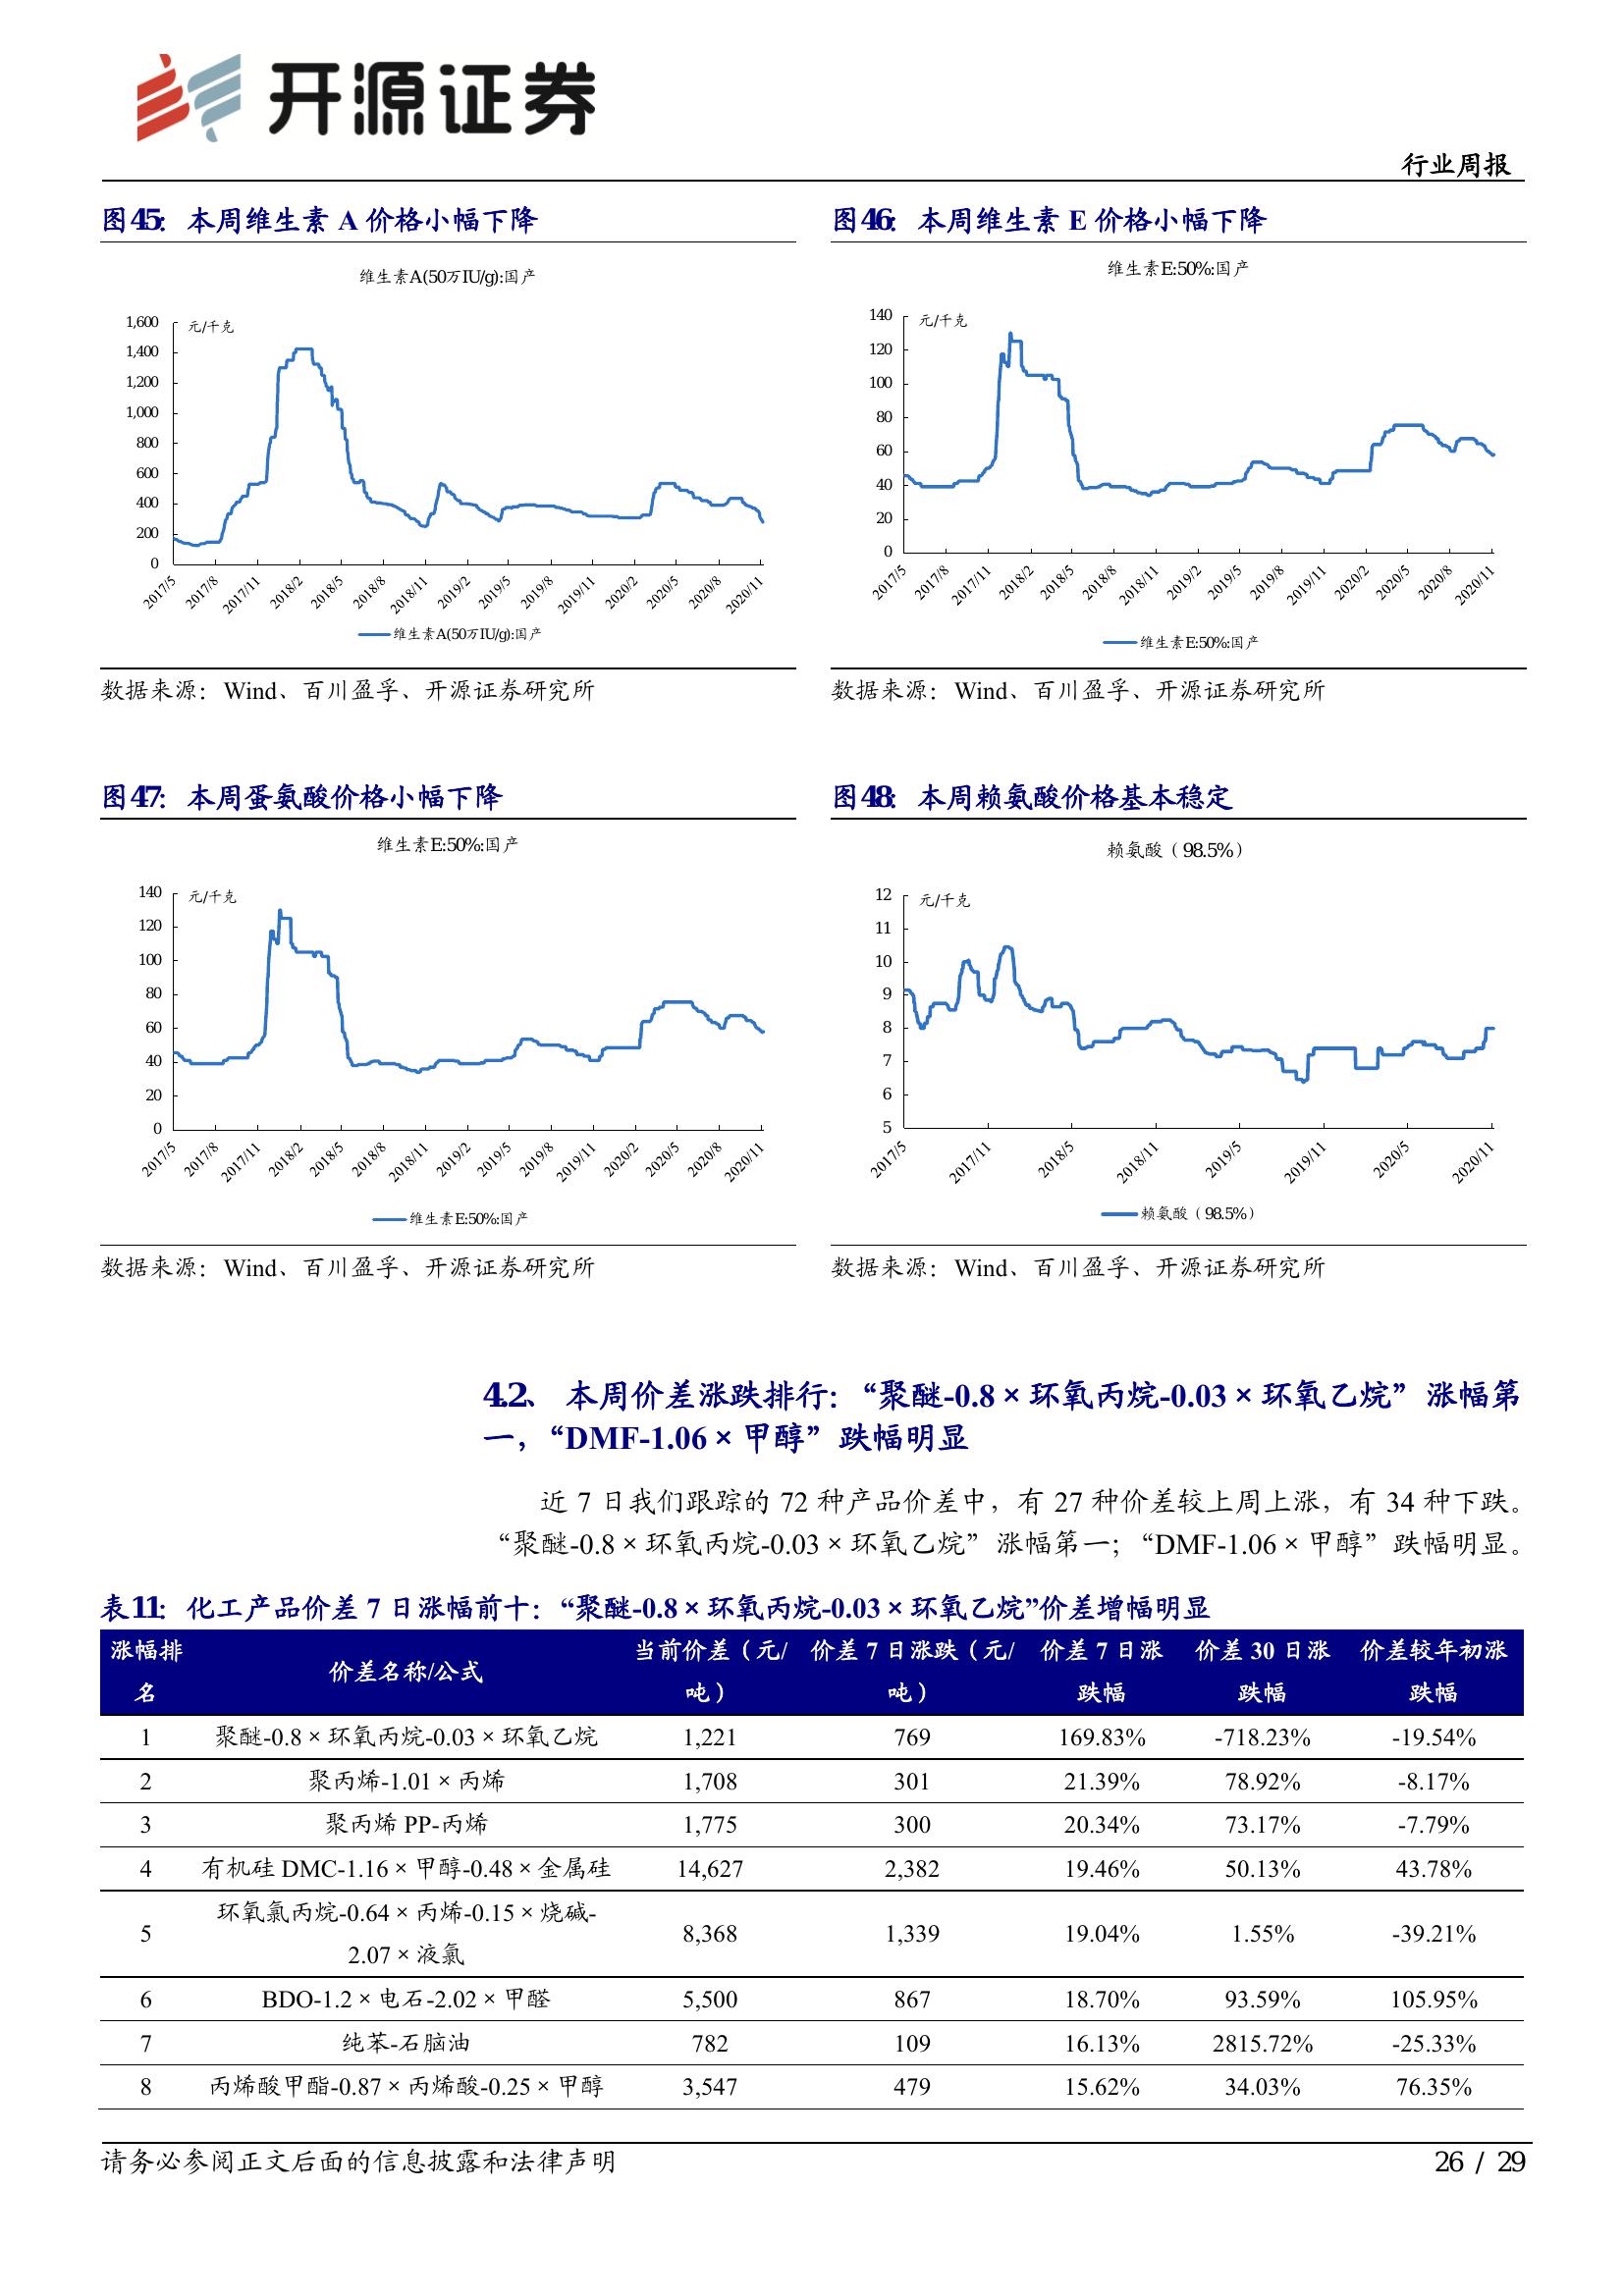 开源证券
行业周报
图45： 本周维生素 A 价格小幅下降
维生素A(50万IU/g):国产
元/千克
1,600
1,400
1,200
1,000
800
600
400
200
0
2017/5
2017/8
2017/11
2018/2
2018/5
2018/8
2018/11
2019/2
2019/5
2019/8
2019/11
2020/2
2020/5
2020/8
2020/11
维生素A(50万IU/g):国产
数据来源：Wind、百川盈孚、开源证券研究所
图46： 本周维生素 E 价格小幅下降
维生素E:50%:国产
元/千克
140
120
100
80
60
40
20
0
2017/5
2017/8
2017/11
2018/2
2018/5
2018/8
2018/11
2019/2
2019/5
2019/8
2019/11
2020/2
2020/5
2020/8
2020/11
维生素E:50%:国产
数据来源：Wind、百川盈孚、开源证券研究所
图47： 本周蛋氨酸价格小幅下降
维生素E:50%:国产
元/千克
140
120
100
80
60
40
20
0
2017/5
2017/8
2017/11
2018/2
2018/5
2018/8
2018/11
2019/2
2019/5
2019/8
2019/11
2020/2
2020/5
2020/8
2020/11
维生素E:50%:国产
数据来源：Wind、百川盈孚、开源证券研究所
图48： 本周赖氨酸价格基本稳定
赖氨酸（98.5%）
元/千克
12
11
10
9
8
7
6
5
2017/5
2017/11
2018/5
2018/11
2019/5
2019/11
2020/5
2020/11
赖氨酸（98.5%）
数据来源：Wind、百川盈孚、开源证券研究所
4.2、 本周价差涨跌排行：“聚醚-0.8×环氧丙烷-0.03×环氧乙烷”涨幅第
一，“DMF-1.06×甲醇”跌幅明显
近 7 日我们跟踪的 72 种产品价差中，有 27 种价差较上周上涨，有 34 种下跌。
“聚醚-0.8×环氧丙烷-0.03×环氧乙烷”涨幅第一；“DMF-1.06×甲醇”跌幅明显。
表11： 化工产品价差 7 日涨幅前十：“聚醚-0.8×环氧丙烷-0.03×环氧乙烷”价差增幅明显
涨幅排名 价差名称/公式 当前价差（元/吨） 价差 7 日涨跌（元/吨） 价差 7 日涨跌幅 价差 30 日涨跌幅 价差较年初涨跌幅
1 聚醚-0.8×环氧丙烷-0.03×环氧乙烷 1,221 769 169.83% -718.23% -19.54%
2 聚丙烯-1.01×丙烯 1,708 301 21.39% 78.92% -8.17%
3 聚丙烯 PP-丙烯 1,775 300 20.34% 73.17% -7.79%
4 有机硅 DMC-1.16×甲醇-0.48×金属硅 14,627 2,382 19.46% 50.13% 43.78%
5 环氧氯丙烷-0.64×丙烯-0.15×烧碱-2.07×液氯 8,368 1,339 19.04% 1.55% -39.21%
6 BDO-1.2×电石-2.02×甲醛 5,500 867 18.70% 93.59% 105.95%
7 纯苯-石脑油 782 109 16.13% 2815.72% -25.33%
8 丙烯酸甲酯-0.87×丙烯酸-0.25×甲醇 3,547 479 15.62% 34.03% 76.35%
请务必参阅正文后面的信息披露和法律声明
26 / 29